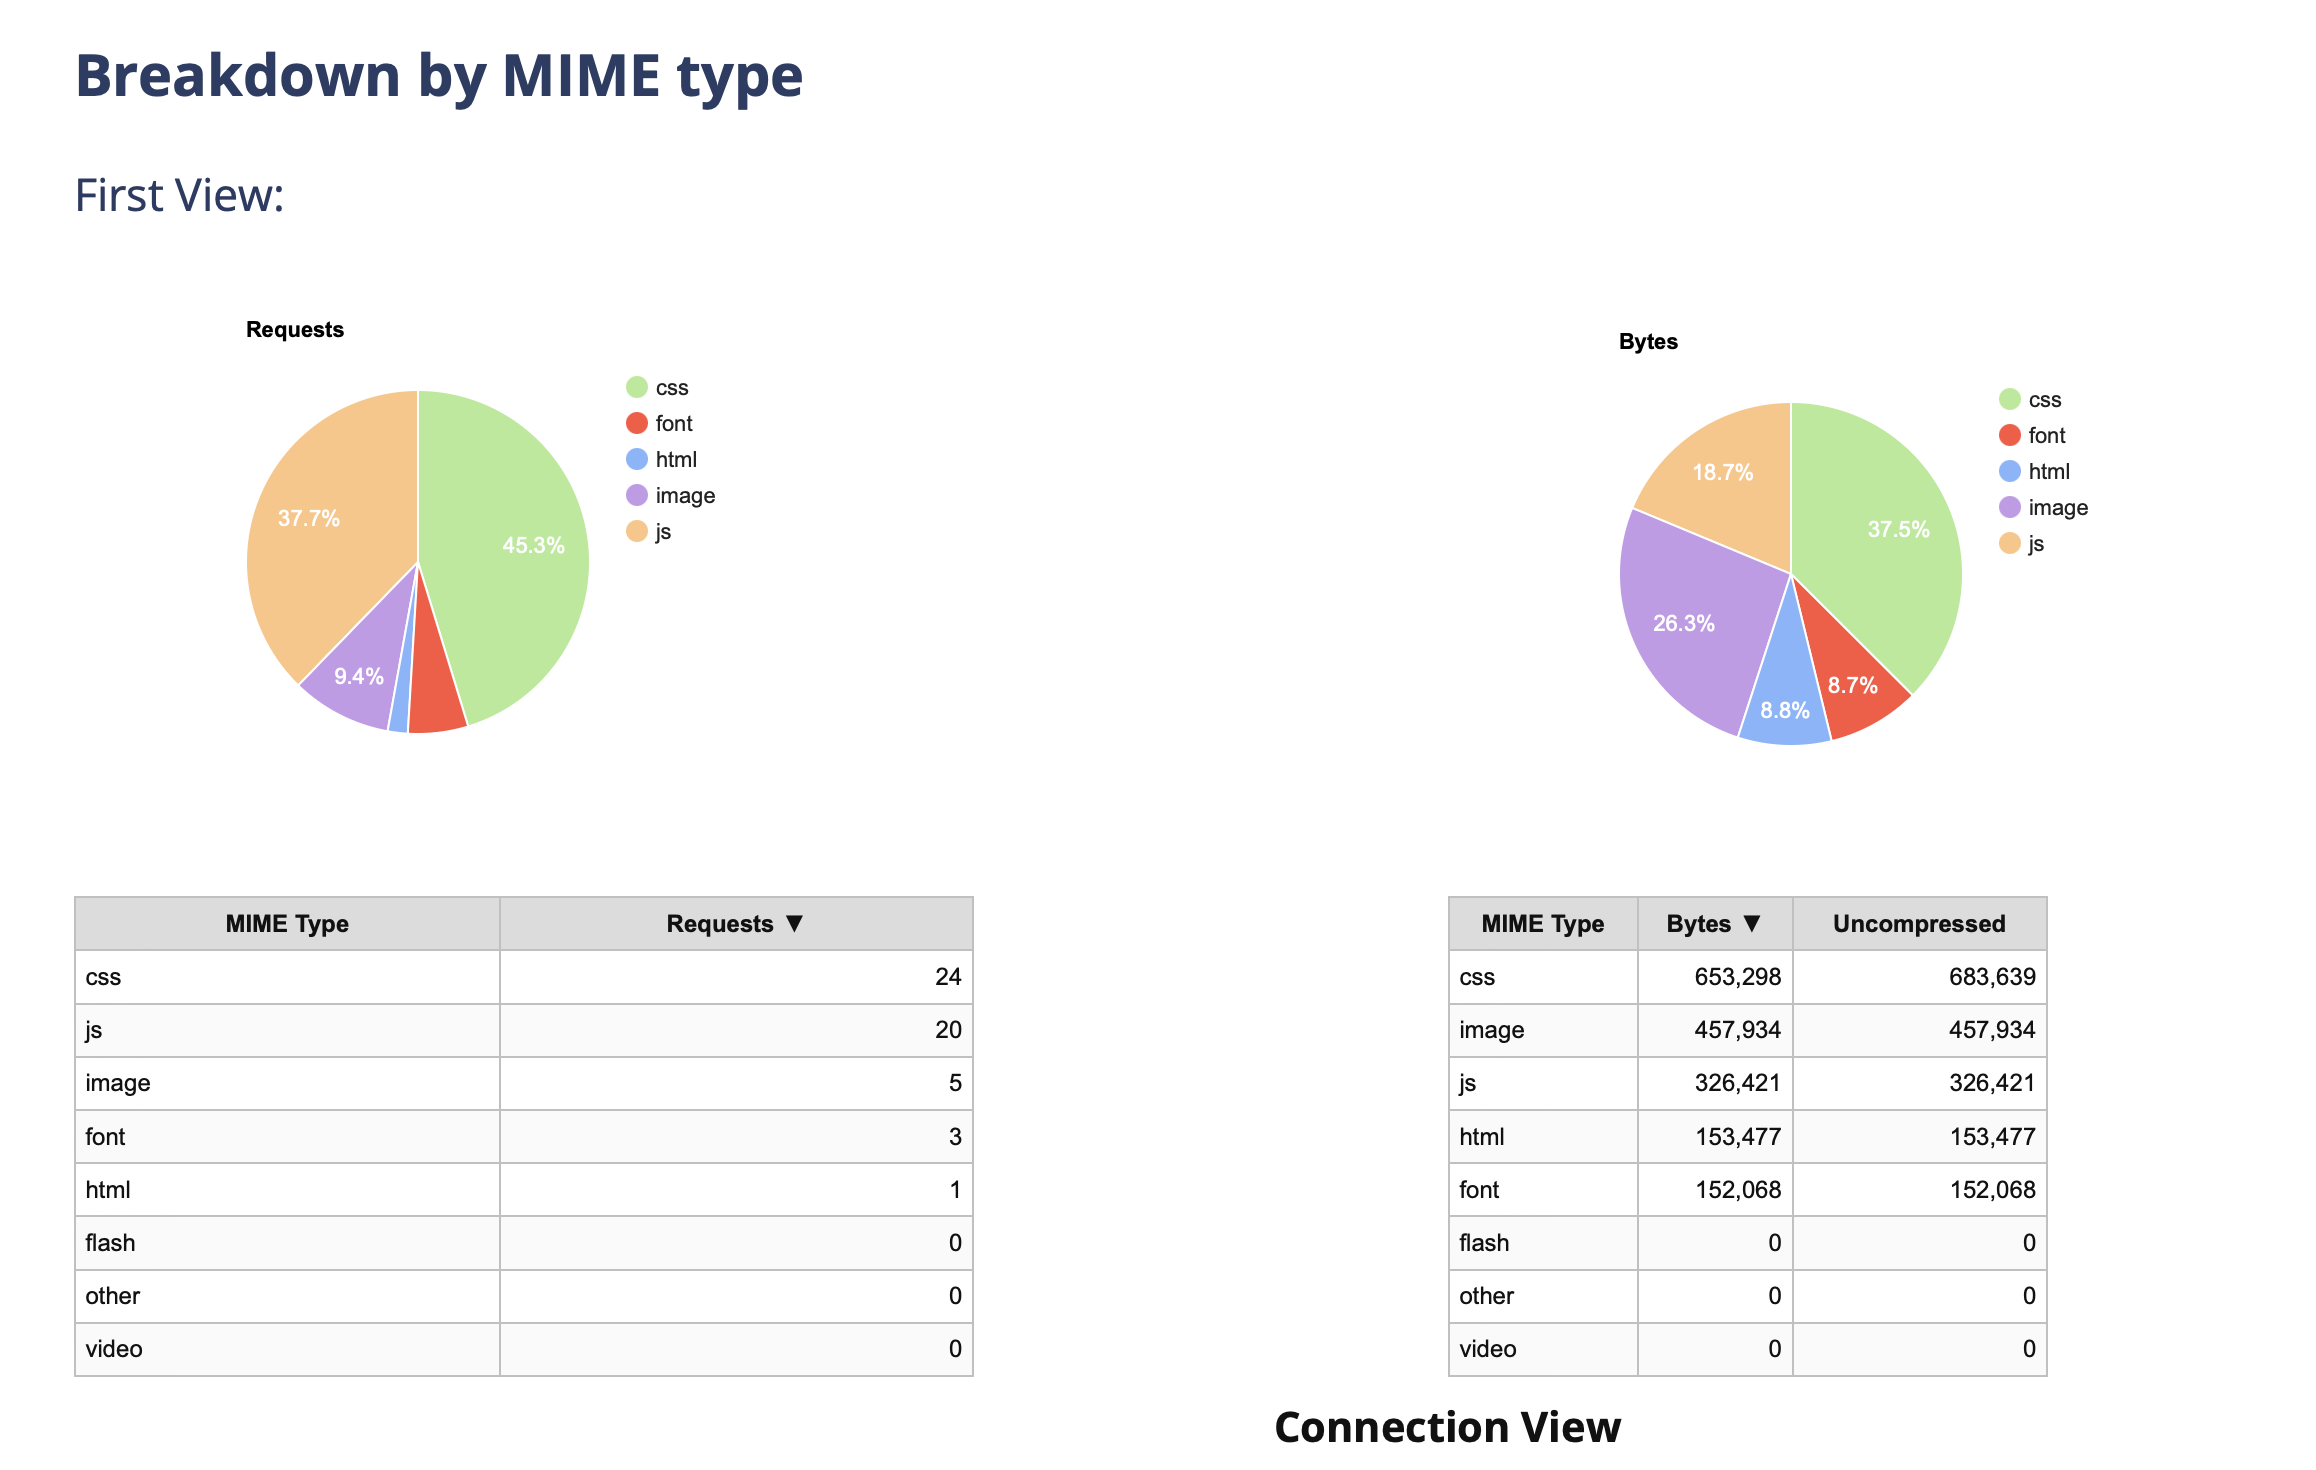 Breakdown by MIME type
First View:
Requests
css
font
html
image
js
37.7%
45.3%
9.4%
Bytes
css
font
html
image
js
18.7%
37.5%
26.3%
8.7%
8.8%
MIME Type Requests ▼
css 24
js 20
image 5
font 3
html 1
flash 0
other 0
video 0
MIME Type Bytes ▼ Uncompressed
css 653,298 683,639
image 457,934 457,934
js 326,421 326,421
html 153,477 153,477
font 152,068 152,068
flash 0 0
other 0 0
video 0 0
Connection View